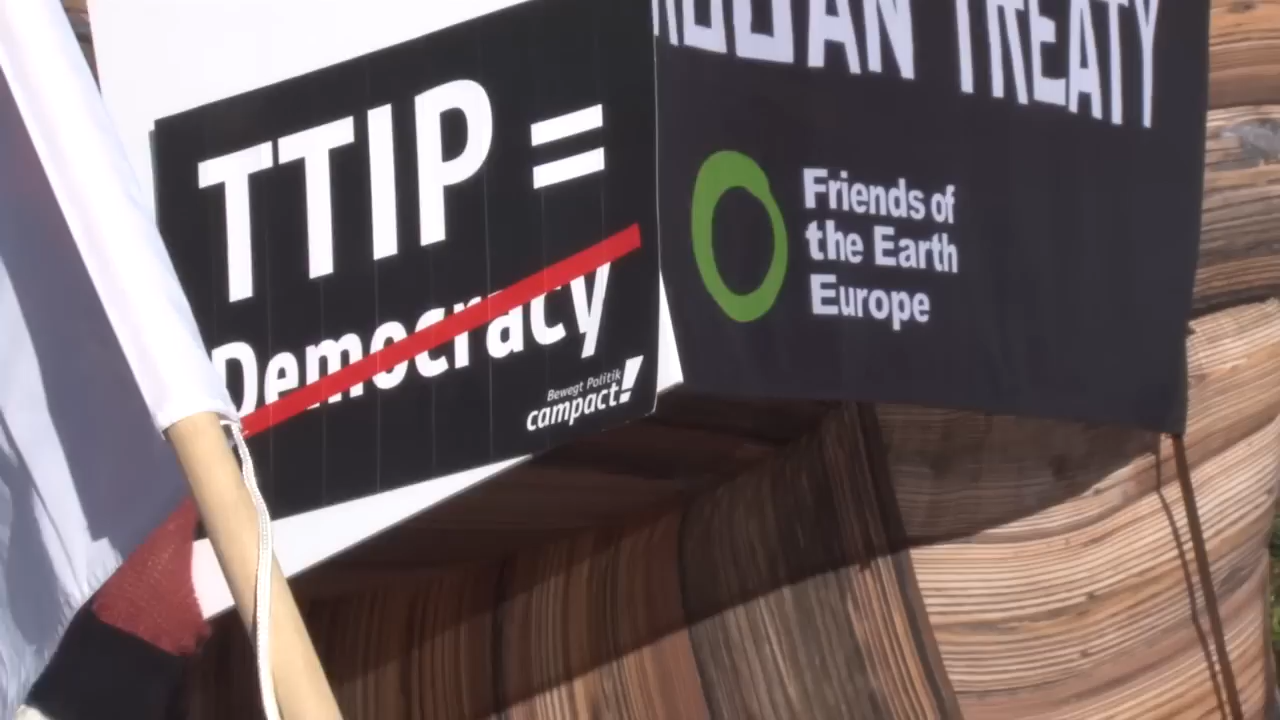 TTIP =
Democracy
Bewegt Politik
campact!
TREATY
Friends of
the Earth
Europe